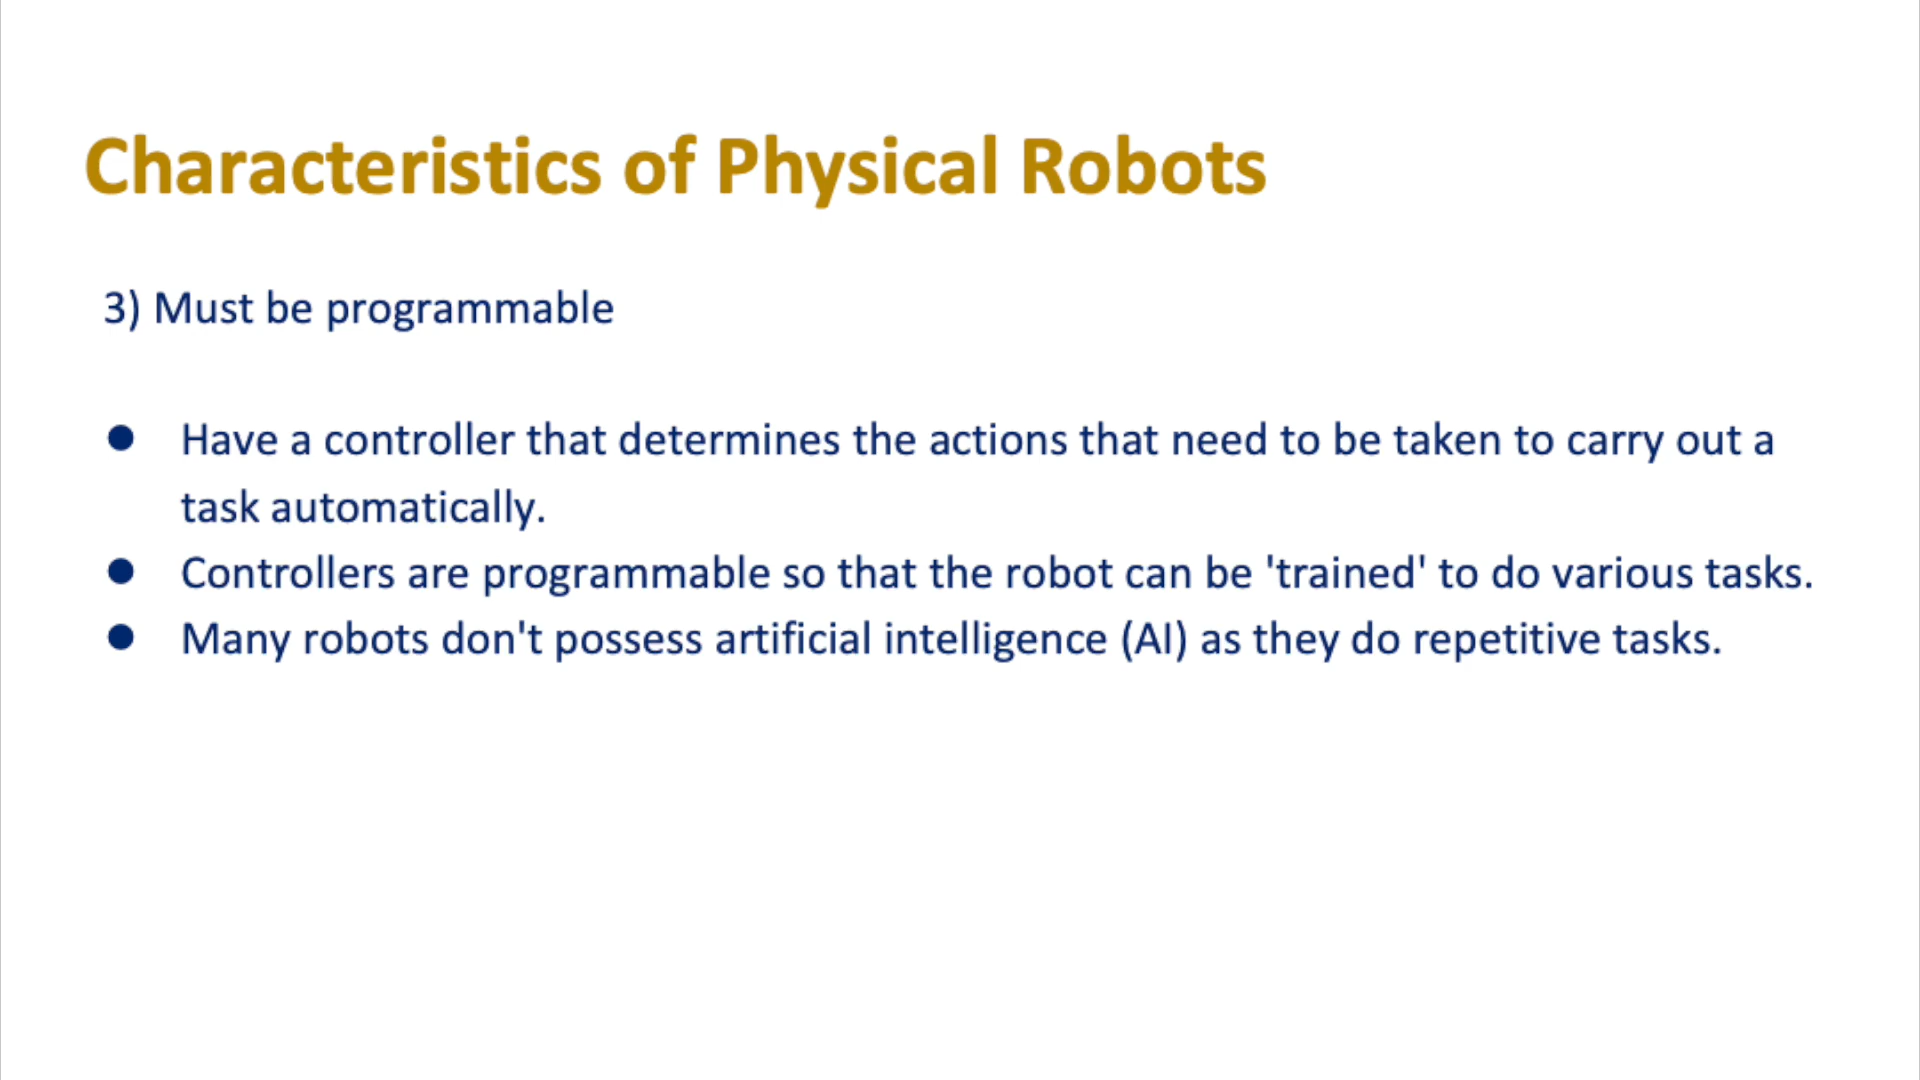 Characteristics of Physical Robots
3) Must be programmable
● Have a controller that determines the actions that need to be taken to carry out a
task automatically.
● Controllers are programmable so that the robot can be 'trained' to do various tasks.
● Many robots don't possess artificial intelligence (AI) as they do repetitive tasks.